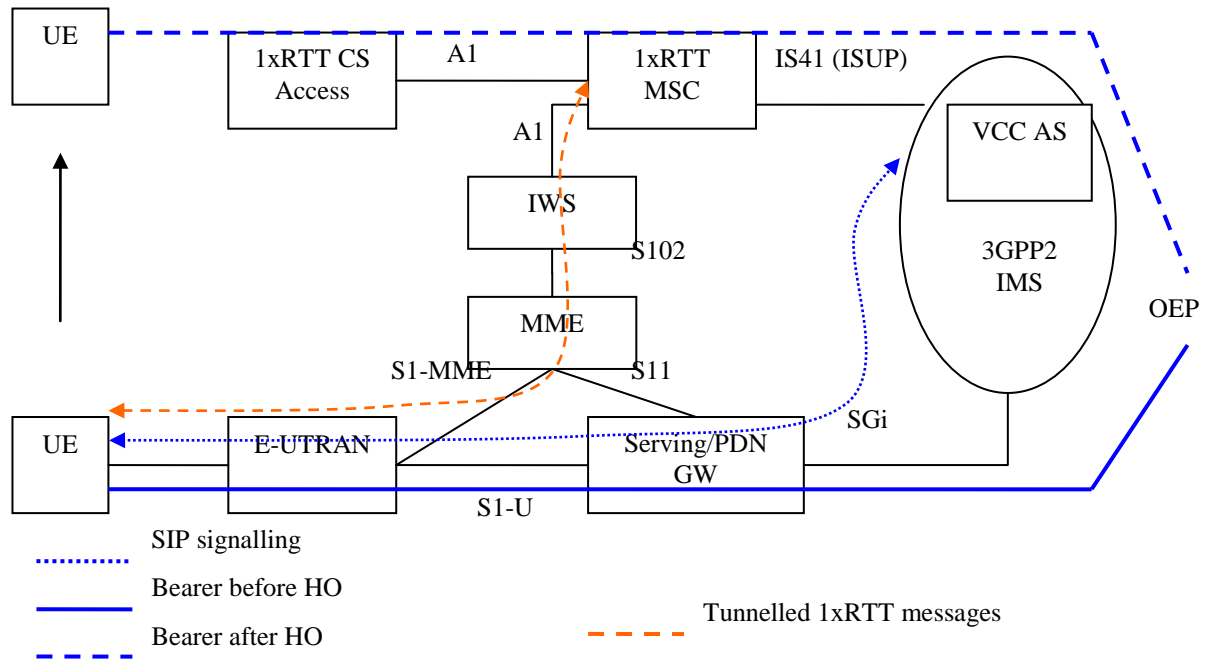 UE
1xRTT CS
Access
A1
1xRTT
MSC
IS41 (ISUP)
VCC AS
A1
IWS
S102
3GPP2
IMS
OEP
MME
S1-MME
S11
SGi
UE
E-UTRAN
Serving/PDN
GW
S1-U
SIP signalling
Bearer before HO
Bearer after HO
Tunnelled 1xRTT messages